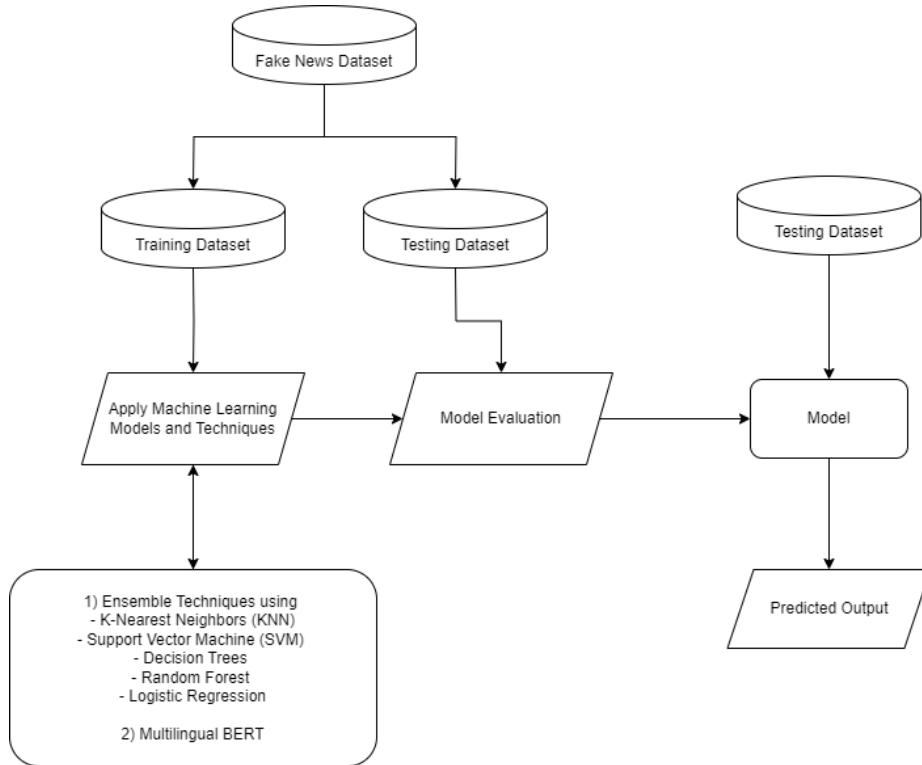 Fake News Dataset
Training Dataset
Testing Dataset
Testing Dataset
Apply Machine Learning
Models and Techniques
Model Evaluation
Model
1) Ensemble Techniques using
- K-Nearest Neighbors (KNN)
- Support Vector Machine (SVM)
- Decision Trees
- Random Forest
- Logistic Regression
2) Multilingual BERT
Predicted Output